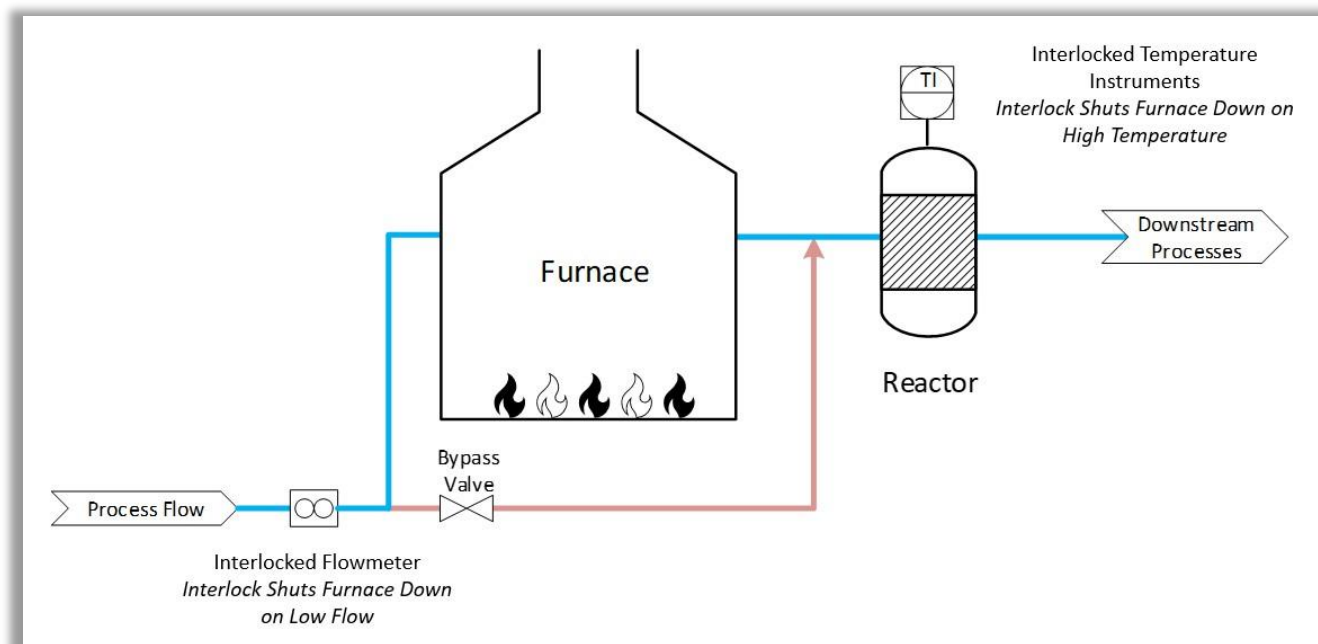 Interlocked Temperature
Instruments
Interlock Shuts Furnace Down on
High Temperature
TI
Downstream
Processes
Furnace
Reactor
Bypass
Valve
Process Flow
Interlocked Flowmeter
Interlock Shuts Furnace Down
on Low Flow